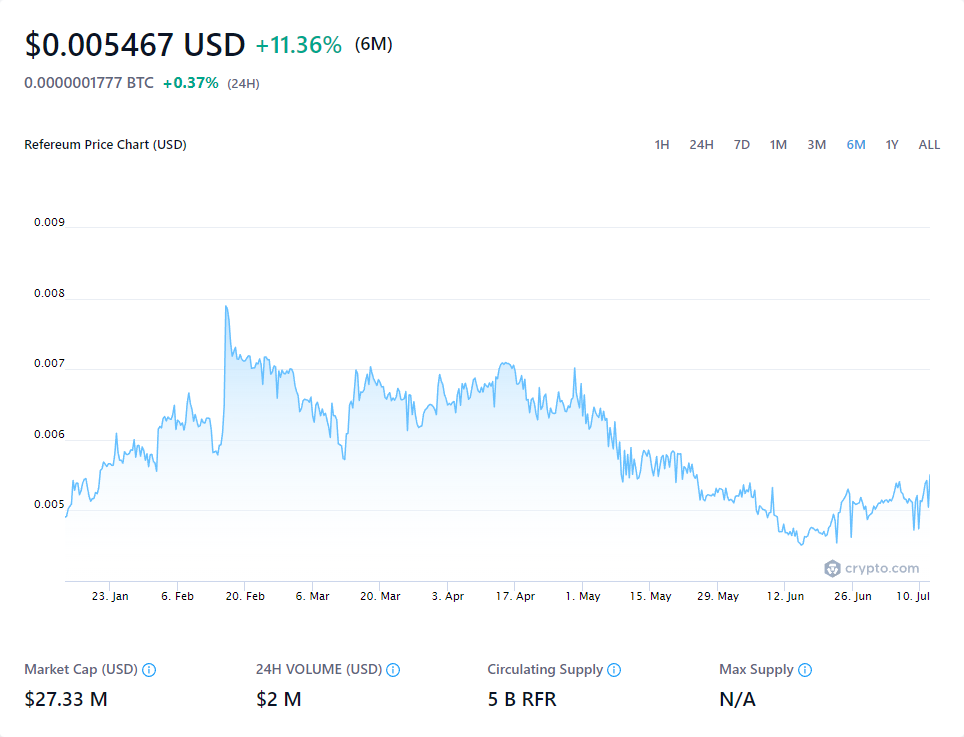 $0.005467 USD +11.36% (6M)
0.0000001777 BTC +0.37% (24H)
Refereum Price Chart (USD) 1H 24H 7D 1M 3M 6M 1Y ALL
0.009
0.008
0.007
0.006
0.005
crypto.com
23. Jan 6. Feb 20. Feb 6. Mar 20. Mar 3. Apr 17. Apr 1. May 15. May 29. May 12. Jun 26. Jun 10. Jul
Market Cap (USD) 24H VOLUME (USD) Circulating Supply Max Supply
$27.33 M $2 M 5 B RFR N/A